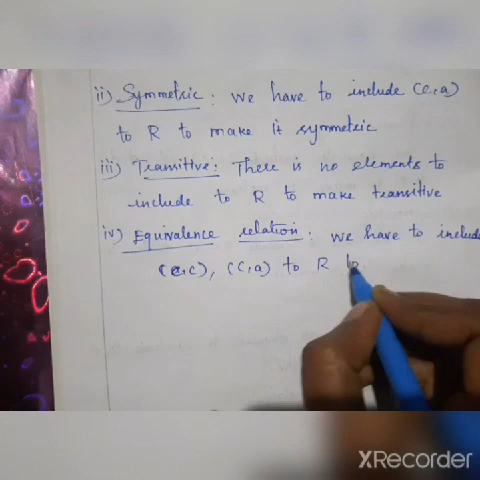 ii) Symmetric : We have to include (c,a)
to R to make it symmetric
iii) Transitive : There is no elements to
include to R to make transitive
iv) Equivalence relation : we have to include
(c,c), (c,a) to R to
XRecorder